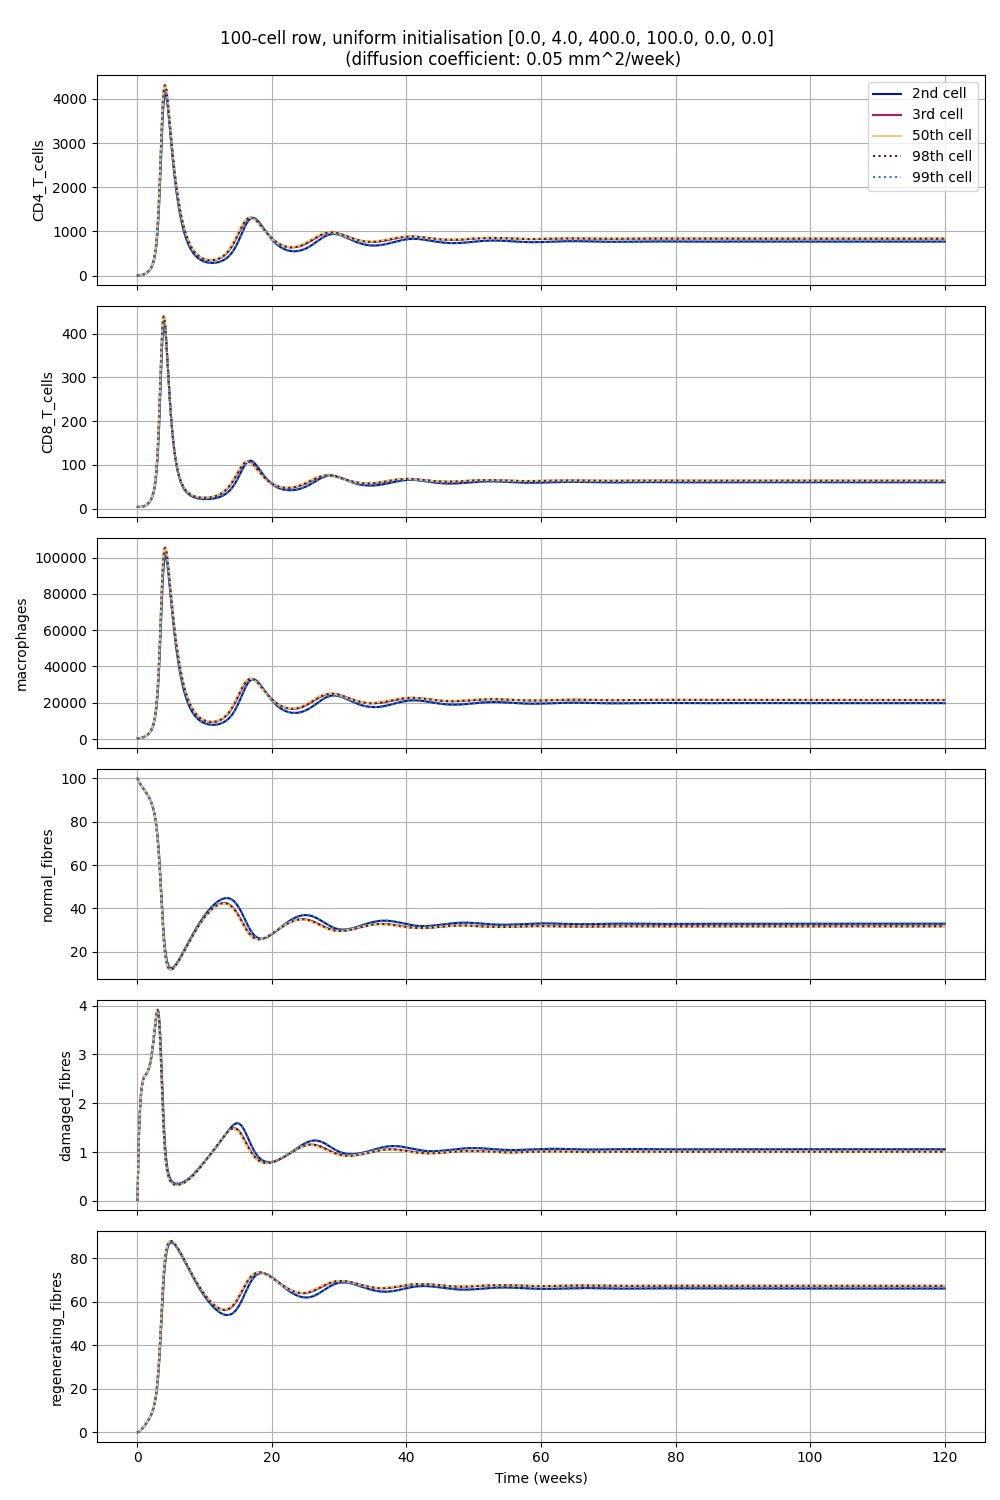 100-cell row, uniform initialisation [0.0, 4.0, 400.0, 100.0, 0.0, 0.0]
(diffusion coefficient: 0.05 mm^2/week)
CD4_T_cells
4000
3000
2000
1000
0
2nd cell
3rd cell
50th cell
98th cell
99th cell
CD8_T_cells
400
300
200
100
0
macrophages
100000
80000
60000
40000
20000
0
normal_fibres
100
80
60
40
20
damaged_fibres
4
3
2
1
0
regenerating_fibres
80
60
40
20
0
0 20 40 60 80 100 120
Time (weeks)